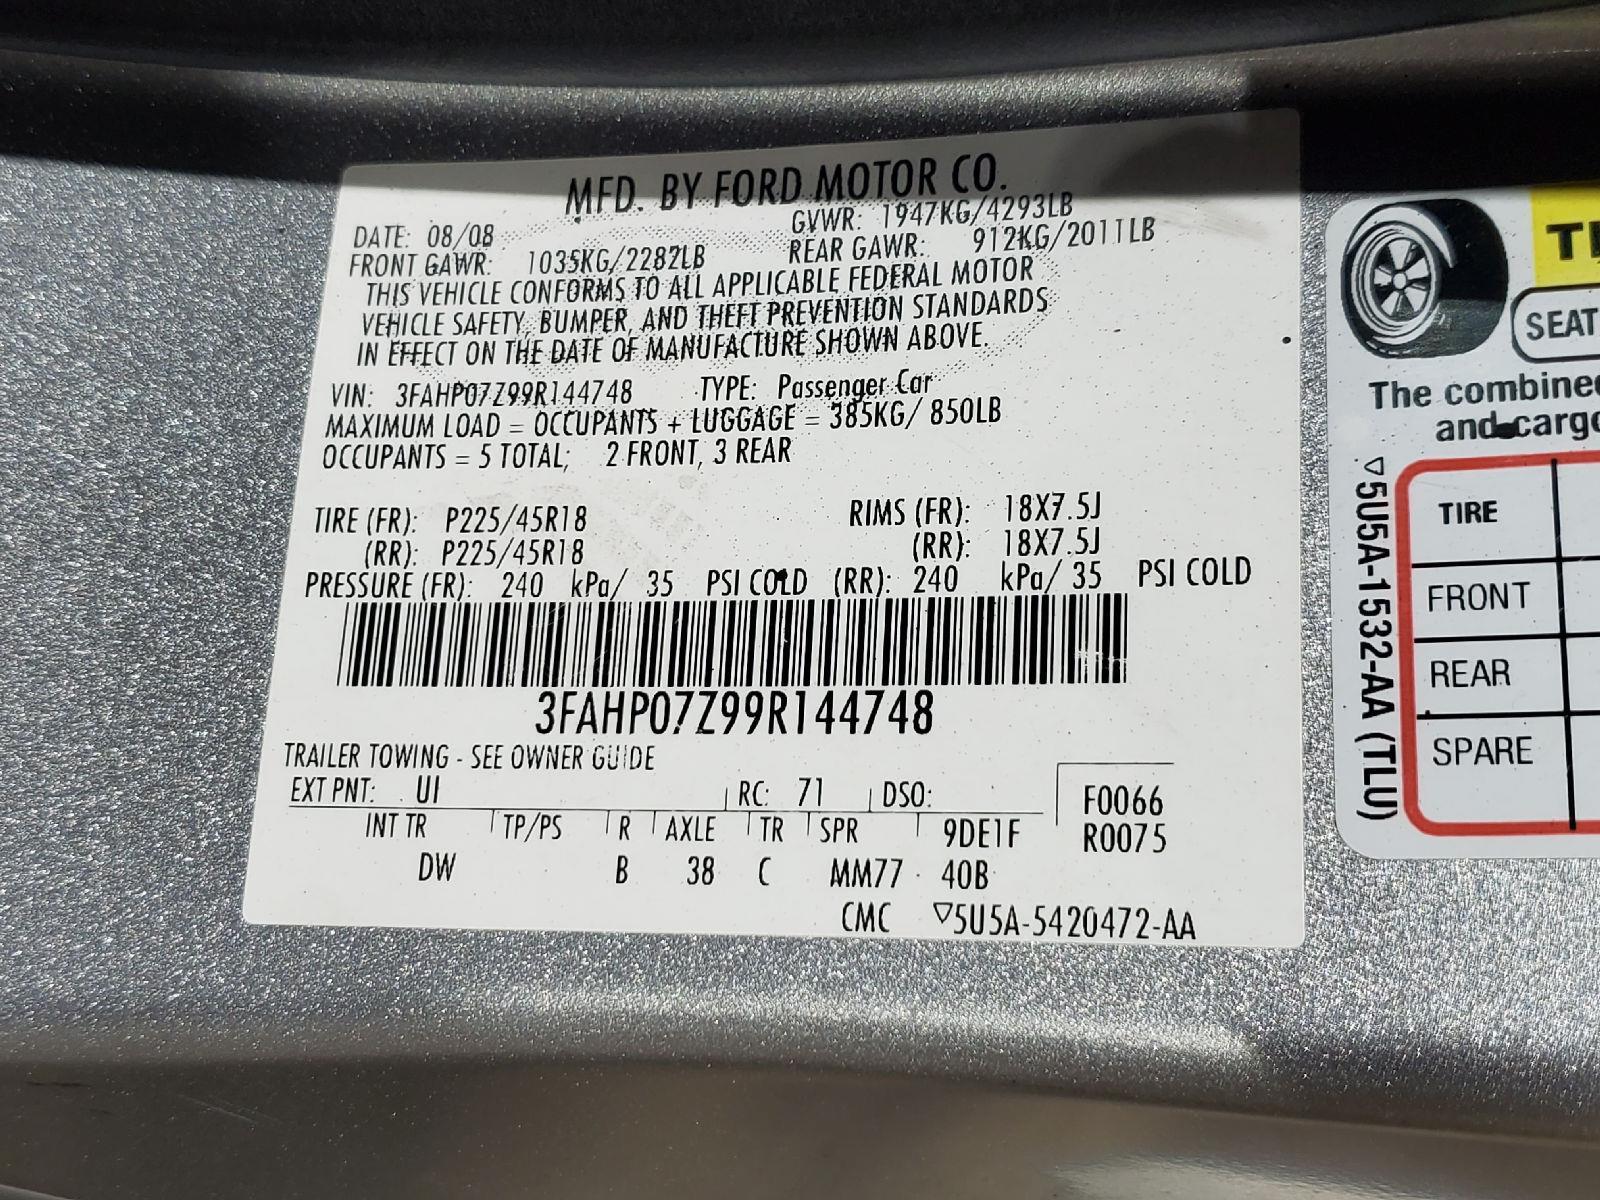 MFD. BY FORD MOTOR CO.
DATE: 08/08 GVWR: 1947KG/4293LB
FRONT GAWR: 1035KG/2282LB REAR GAWR: 912KG/2011LB
THIS VEHICLE CONFORMS TO ALL APPLICABLE FEDERAL MOTOR
VEHICLE SAFETY, BUMPER, AND THEFT PREVENTION STANDARDS
IN EFFECT ON THE DATE OF MANUFACTURE SHOWN ABOVE.
VIN: 3FAHP07Z99R144748 TYPE: Passenger Car
MAXIMUM LOAD = OCCUPANTS + LUGGAGE = 385KG/ 850LB
OCCUPANTS = 5 TOTAL; 2 FRONT, 3 REAR
TIRE (FR): P225/45R18 RIMS (FR): 18X7.5J
(RR): P225/45R18 (RR): 18X7.5J
PRESSURE (FR): 240 kPa/ 35 PSI COLD (RR): 240 kPa/ 35 PSI COLD
3FAHP07Z99R144748
TRAILER TOWING - SEE OWNER GUIDE
EXT PNT: UI RC: 71 DSO: F0066
INT TR TP/PS R AXLE TR SPR 9DE1F R0075
DW B 38 C MM77 40B
CMC ▽5U5A-5420472-AA
SEAT
The combined
and cargo
▽5U5A-1532-AA (TLU)
TIRE
FRONT
REAR
SPARE